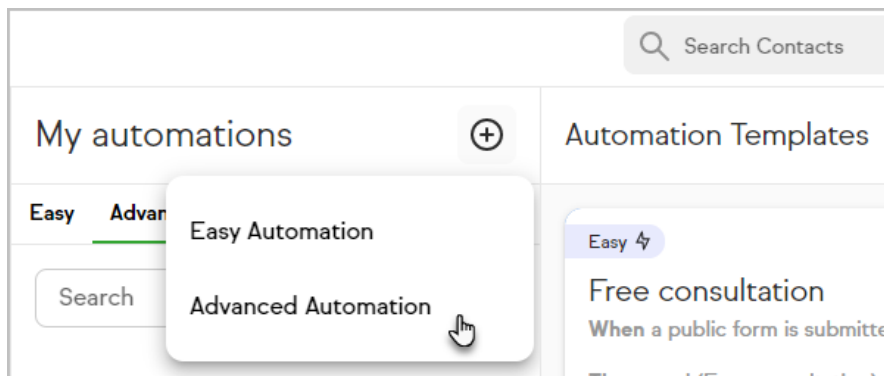 Search Contacts
My automations
Automation Templates
Easy
Easy Automation
Advanced Automation
Search
Easy
Free consultation
When a public form is